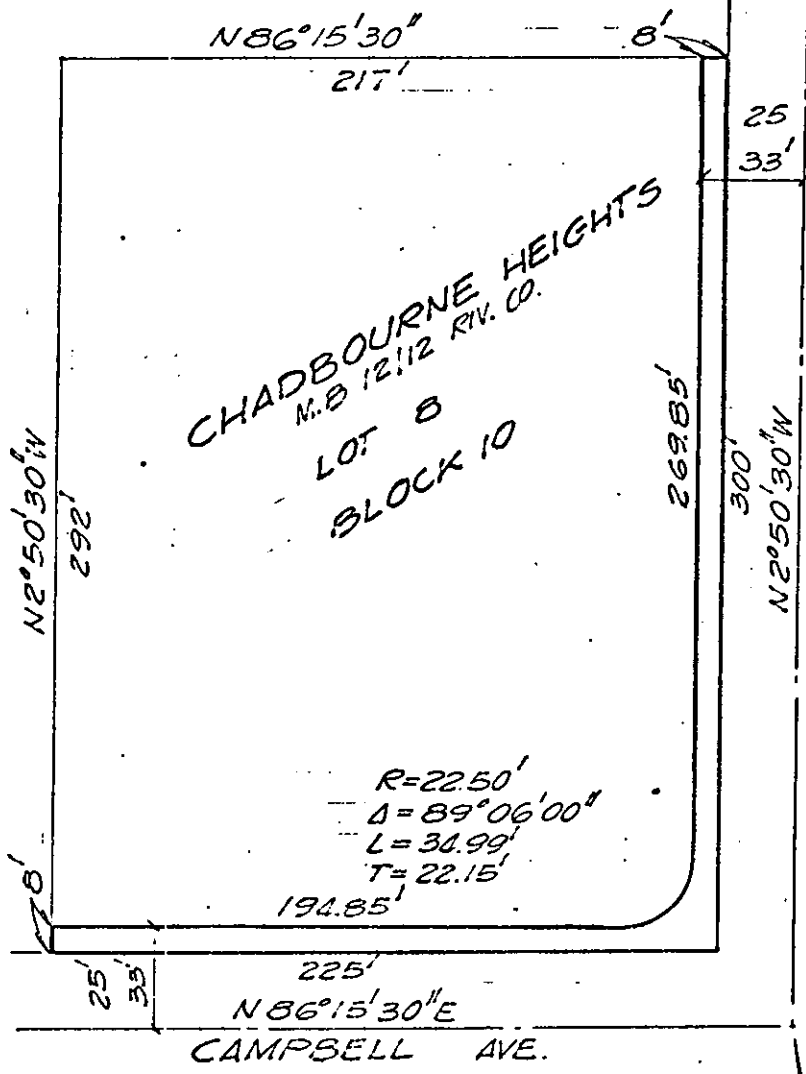 N86°15'30"
8'
217'
25
33'
CHADBOURNE HEIGHTS
M.B 12/12 RIV. CO.
LOT 8
BLOCK 10
N2°50'30"W
292'
269.85'
300'
N2°50'30"W
R=22.50'
Δ=89°06'00"
L=34.99'
T=22.15'
8'
194.85'
25'
33'
225'
N86°15'30"E
CAMPBELL AVE.